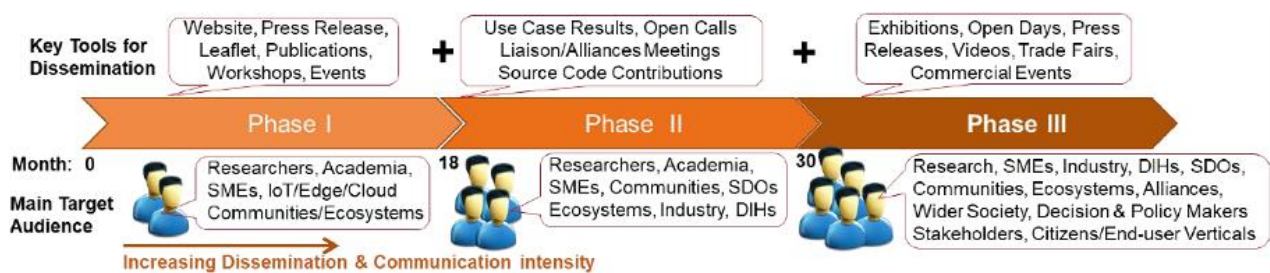 Key Tools for
Dissemination
Website, Press Release,
Leaflet, Publications,
Workshops, Events
+
Use Case Results, Open Calls
Liaison/Alliances Meetings
Source Code Contributions
+
Exhibitions, Open Days, Press
Releases, Videos, Trade Fairs,
Commercial Events
Phase I
Phase II
Phase III
Month: 0
18
30
Main Target
Audience
Researchers, Academia,
SMEs, IoT/Edge/Cloud
Communities/Ecosystems
Researchers, Academia,
SMEs, Communities, SDOs
Ecosystems, Industry, DIHs
Research, SMEs, Industry, DIHs, SDOs,
Communities, Ecosystems, Alliances,
Wider Society, Decision & Policy Makers
Stakeholders, Citizens/End-user Verticals
Increasing Dissemination & Communication intensity